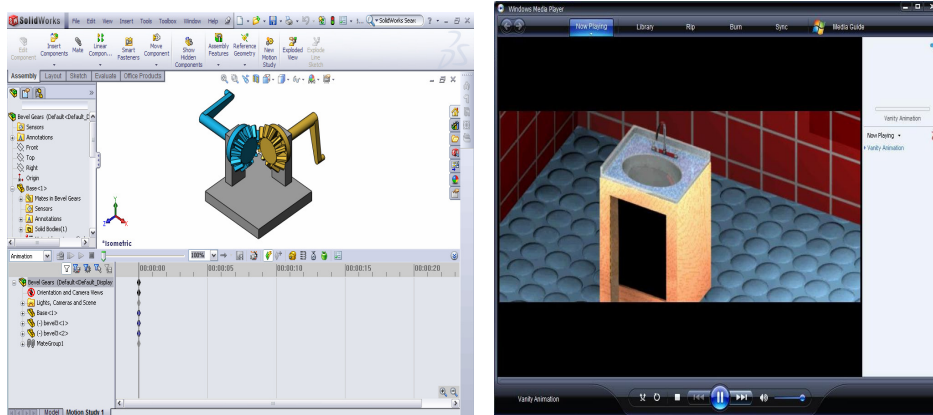 SolidWorks File Edit View Insert Tools Toolbox Window Help SolidWorks Sear
Edit Component
Insert Components
Mate
Linear Compon...
Smart Fasteners
Move Component
Show Hidden Components
Assembly Features
Reference Geometry
New Motion Study
Exploded View
Explode Line Sketch
Assembly Layout Sketch Evaluate Office Products
Bevel Gears (Default<Default_D
Sensors
Annotations
Front
Top
Right
Origin
Base<1>
Mates in Bevel Gears
Sensors
Annotations
Solid Bodies(1)
Y
X
Z
*Isometric
Animation 100%
00:00:00 00:00:05 00:00:10 00:00:15 00:00:20
Bevel Gears (Default<Default_Display
Orientation and Camera Views
Lights, Cameras and Scene
Base<1>
(-) bevel3<1>
(-) bevel3<2>
MateGroup1
Model Motion Study 1
Windows Media Player
Now Playing Library Rip Burn Sync Media Guide
Vanity Animation
Now Playing
Vanity Animation
Vanity Animation